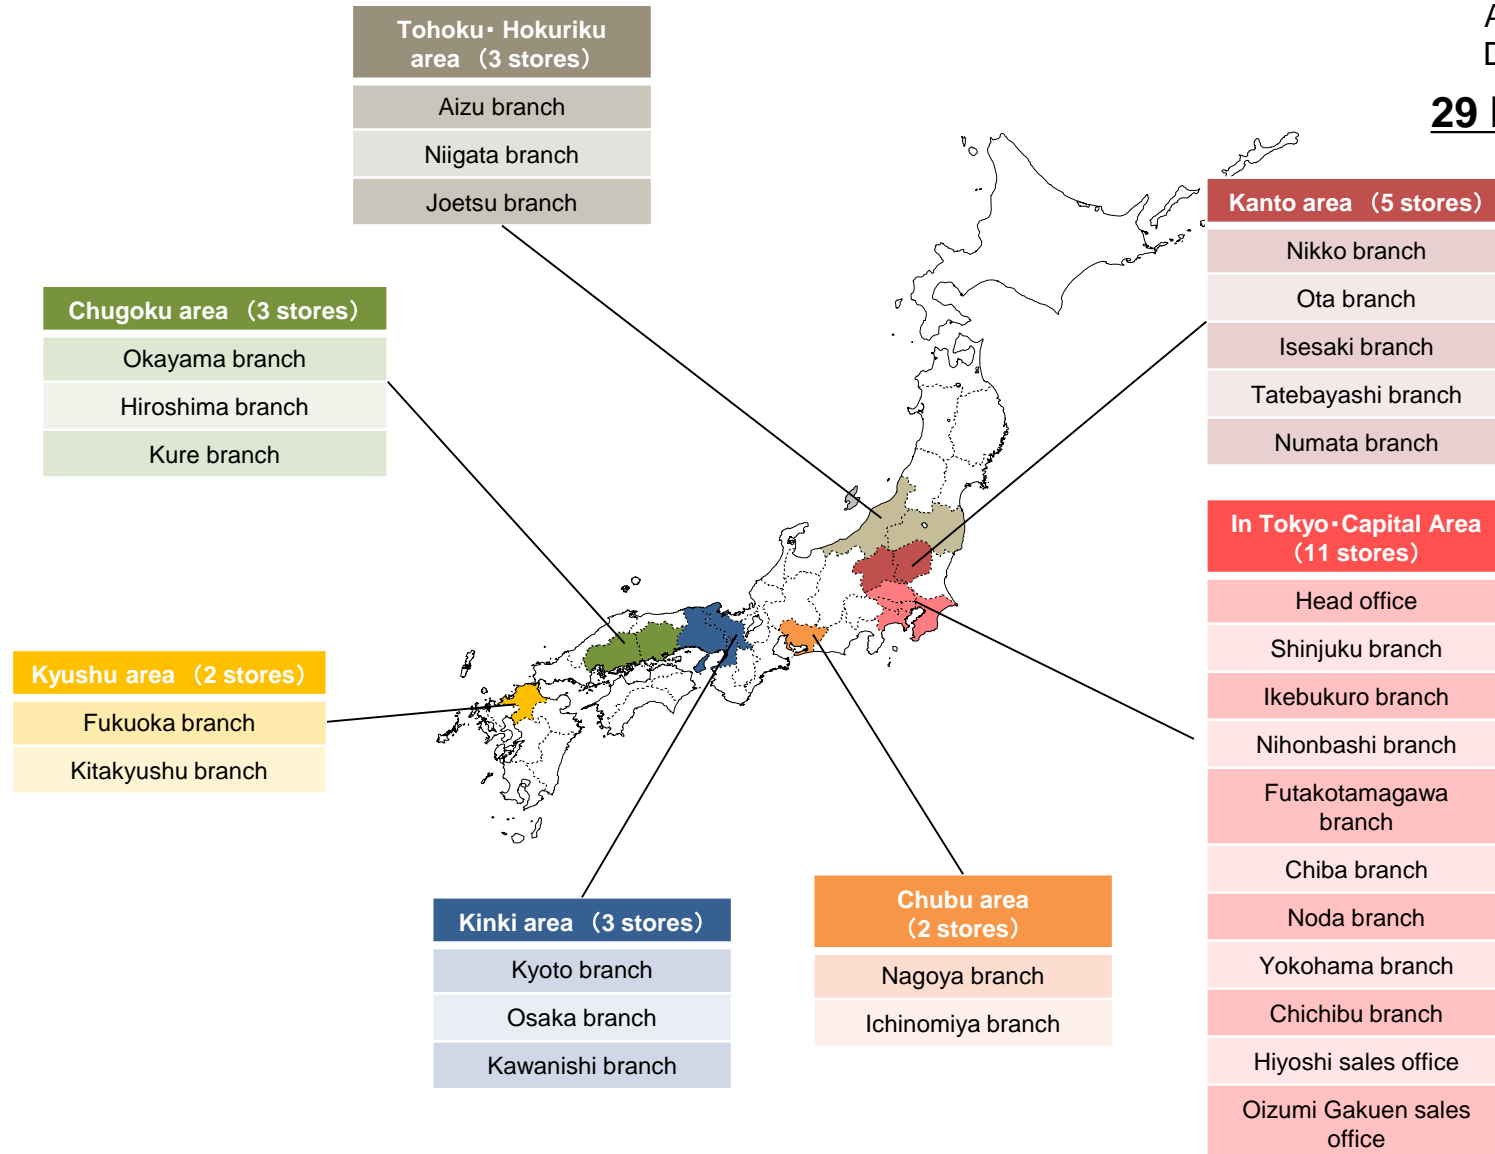 A
D
29
Tohoku・Hokuriku
area （3 stores）
Aizu branch
Niigata branch
Joetsu branch
Kanto area （5 stores）
Nikko branch
Ota branch
Isesaki branch
Tatebayashi branch
Numata branch
Chugoku area （3 stores）
Okayama branch
Hiroshima branch
Kure branch
In Tokyo・Capital Area
（11 stores）
Head office
Shinjuku branch
Ikebukuro branch
Nihonbashi branch
Futakotamagawa
branch
Chiba branch
Noda branch
Yokohama branch
Chichibu branch
Hiyoshi sales office
Oizumi Gakuen sales
office
Kyushu area （2 stores）
Fukuoka branch
Kitakyushu branch
Kinki area （3 stores）
Kyoto branch
Osaka branch
Kawanishi branch
Chubu area
（2 stores）
Nagoya branch
Ichinomiya branch